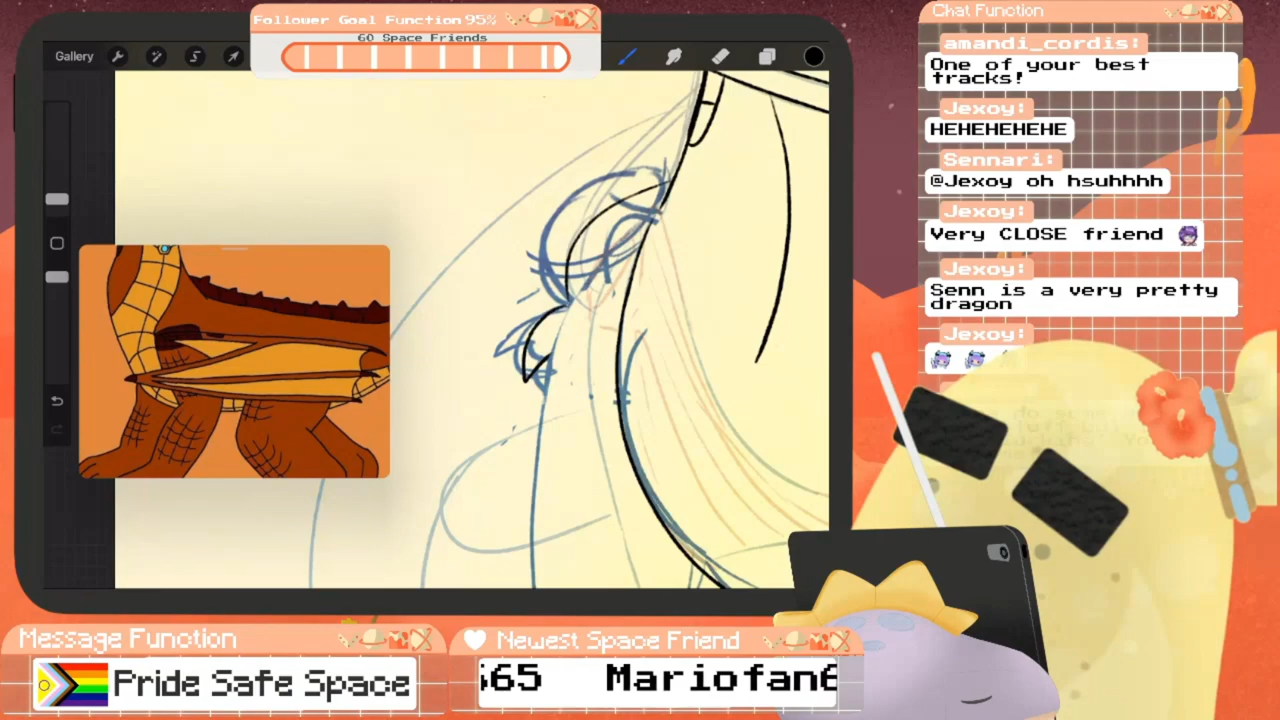 Follower Goal Function 95%
60 Space Friends
Gallery
Chat Function
amandi_cordis:
One of your best
tracks!
Jexoy:
HEHEHEHEHE
Sennari:
@Jexoy oh hsuhhhh
Jexoy:
Very CLOSE friend
Jexoy:
Senn is a very pretty
dragon
Jexoy:
Message Function
Pride Safe Space
Newest Space Friend
65 Mariofan6